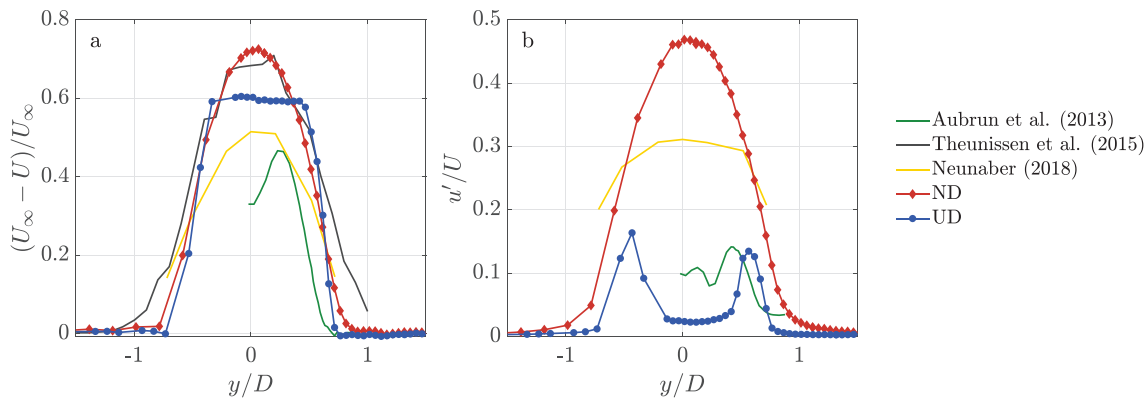 a
0.8
0.6
0.4
0.2
0
-1
0
1
y/D
(U∞ − U)/U∞
b
0.5
0.4
0.3
0.2
0.1
0
-1
0
1
y/D
u′/U
Aubrun et al. (2013)
Theunissen et al. (2015)
Neunaber (2018)
ND
UD